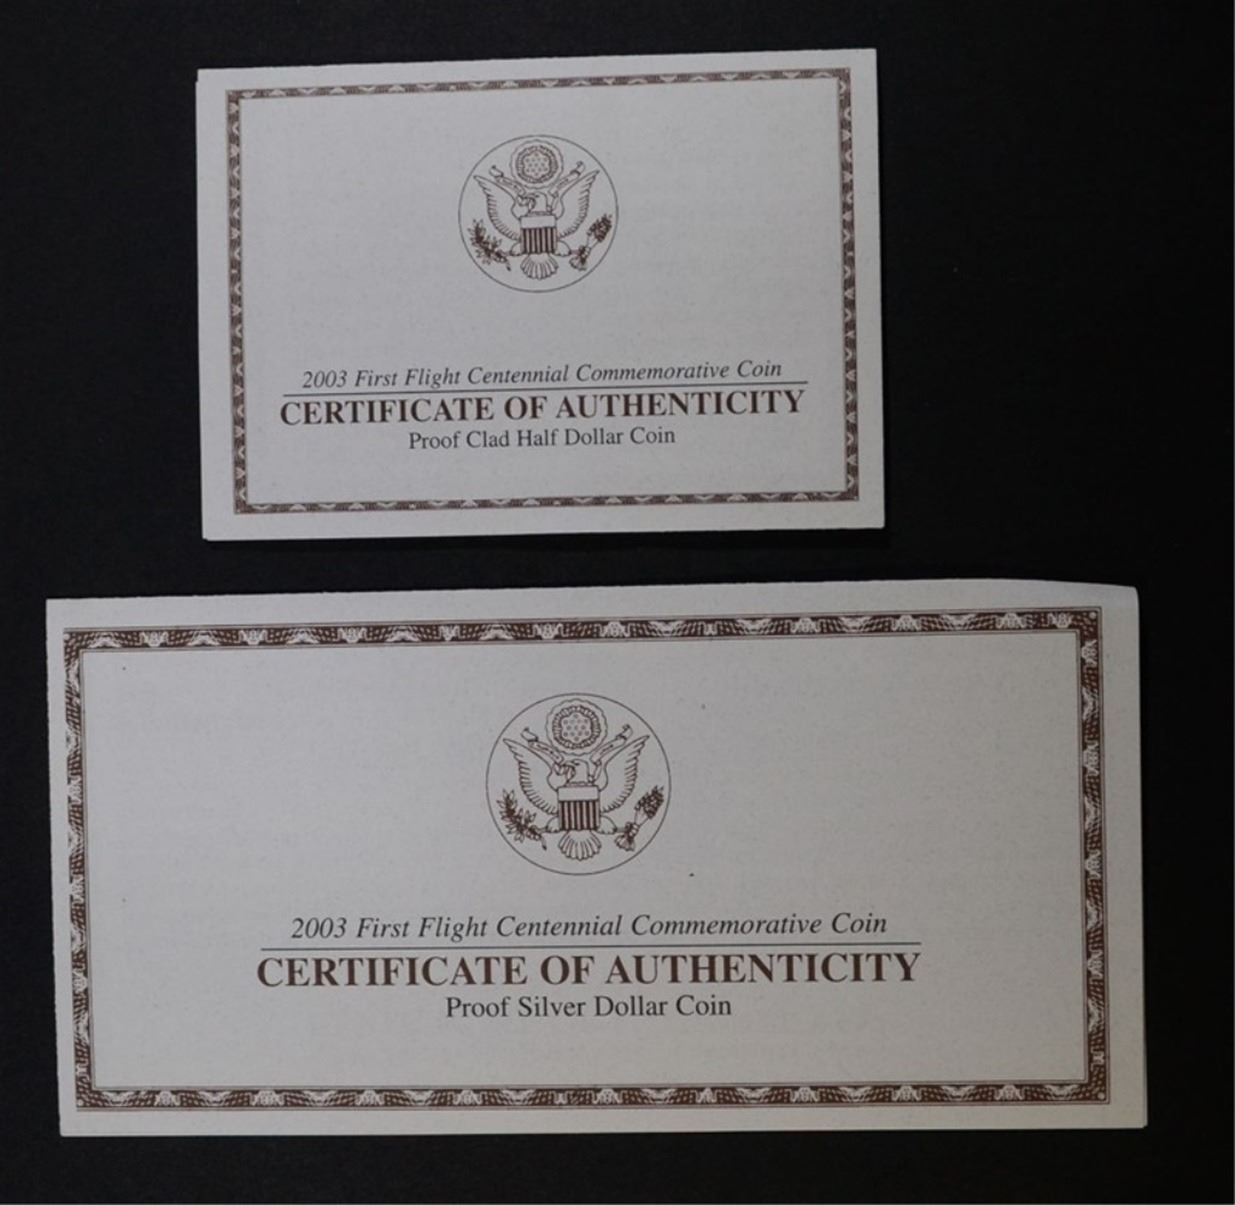 2003 First Flight Centennial Commemorative Coin
CERTIFICATE OF AUTHENTICITY
Proof Clad Half Dollar Coin
2003 First Flight Centennial Commemorative Coin
CERTIFICATE OF AUTHENTICITY
Proof Silver Dollar Coin